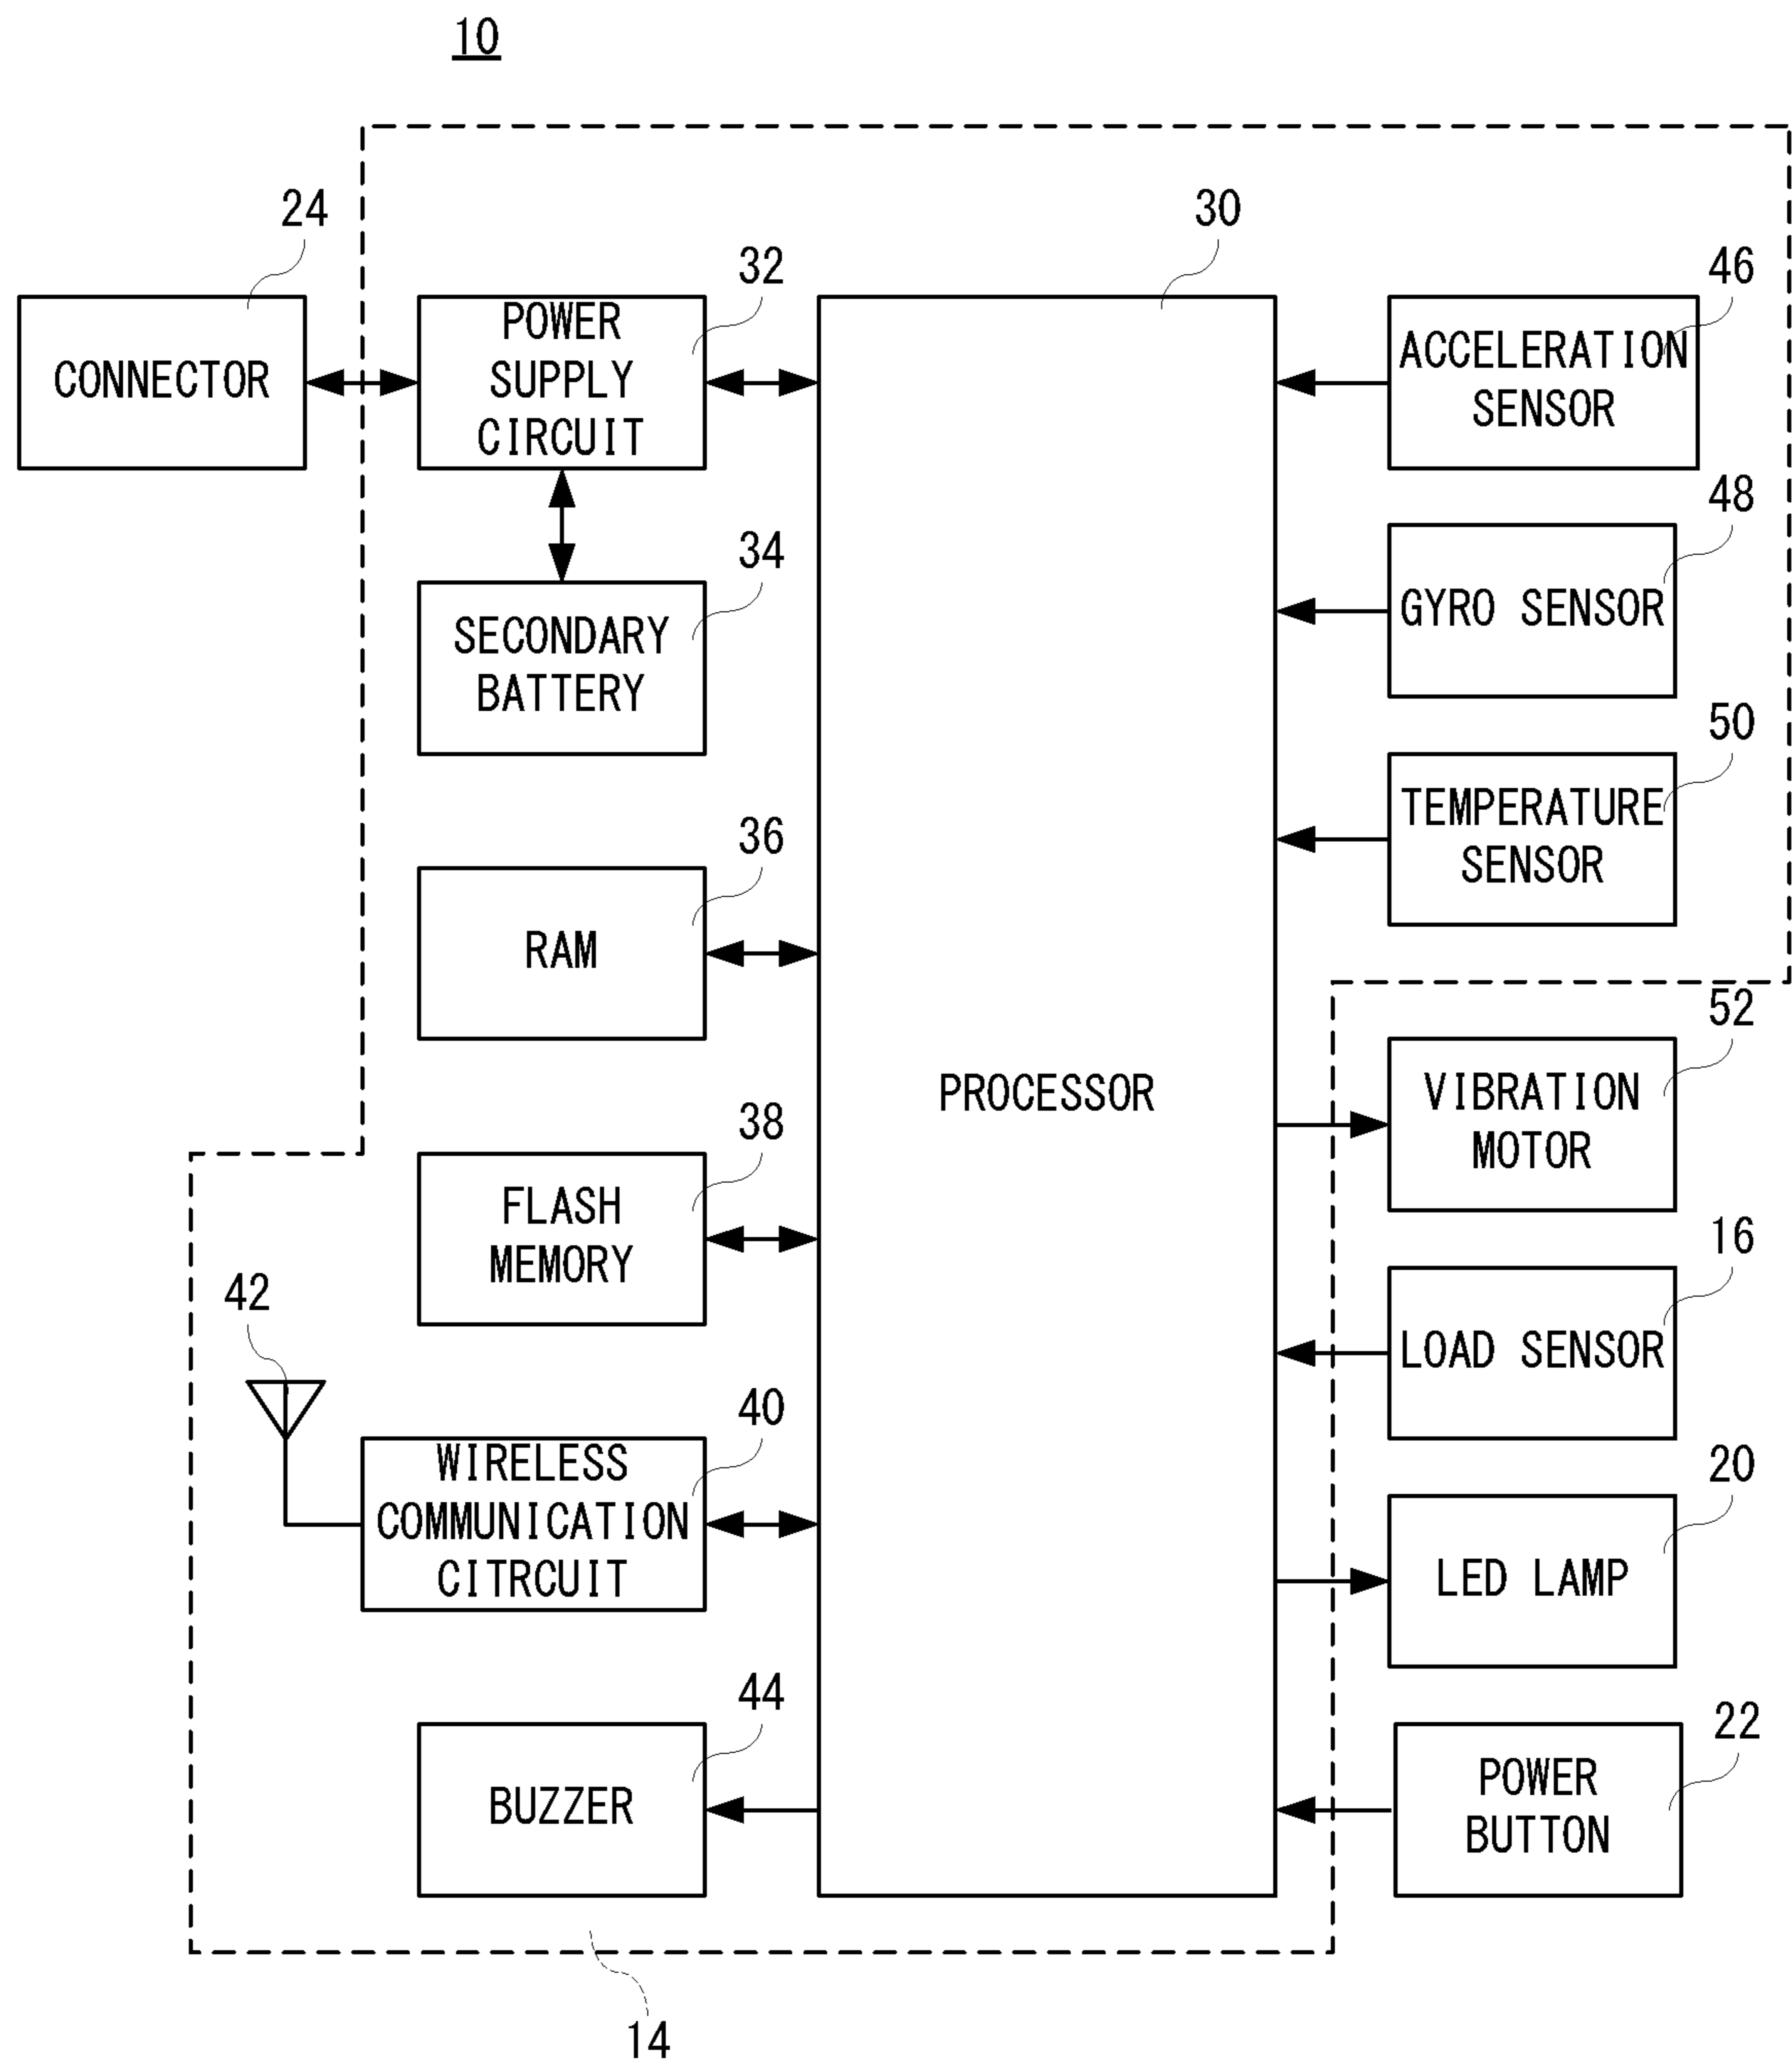 10
24
CONNECTOR
32
POWER
SUPPLY
CIRCUIT
34
SECONDARY
BATTERY
36
RAM
38
FLASH
MEMORY
42
40
WIRELESS
COMMUNICATION
CITRCUIT
44
BUZZER
30
PROCESSOR
46
ACCELERATION
SENSOR
48
GYRO SENSOR
50
TEMPERATURE
SENSOR
52
VIBRATION
MOTOR
16
LOAD SENSOR
20
LED LAMP
22
POWER
BUTTON
14